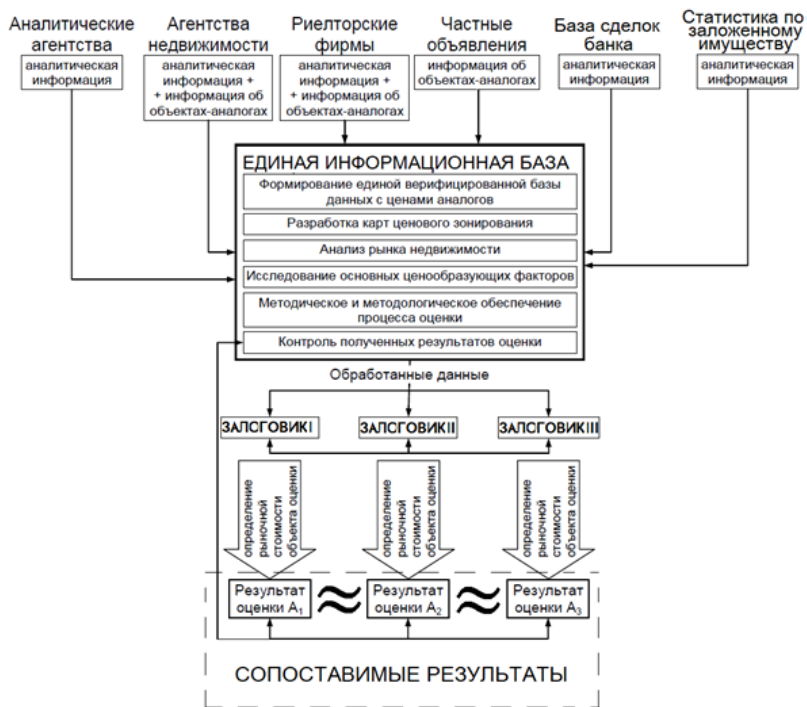 Аналитические
агентства
аналитическая
информация
Агентства
недвижимости
аналитическая
информация +
+ информация об
объектах-аналогах
Риелторские
фирмы
аналитическая
информация +
+ информация об
объектах-аналогах
Частные
объявления
информация об
объектах-аналогах
База сделок
банка
аналитическая
информация
Статистика по
заложенному
имуществу
аналитическая
информация
ЕДИНАЯ ИНФОРМАЦИОННАЯ БАЗА
Формирование единой верифицированной базы
данных с ценами аналогов
Разработка карт ценового зонирования
Анализ рынка недвижимости
Исследование основных ценообразующих факторов
Методическое и методологическое обеспечение
процесса оценки
Контроль полученных результатов оценки
Обработанные данные
ЗАЛОГОВИК I
ЗАЛОГОВИК II
ЗАЛОГОВИК III
определение
рыночной
стоимости
объекта оценки
определение
рыночной
стоимости
объекта оценки
определение
рыночной
стоимости
объекта оценки
Результат
оценки А₁
≈
Результат
оценки А₂
≈
Результат
оценки А₃
СОПОСТАВИМЫЕ РЕЗУЛЬТАТЫ